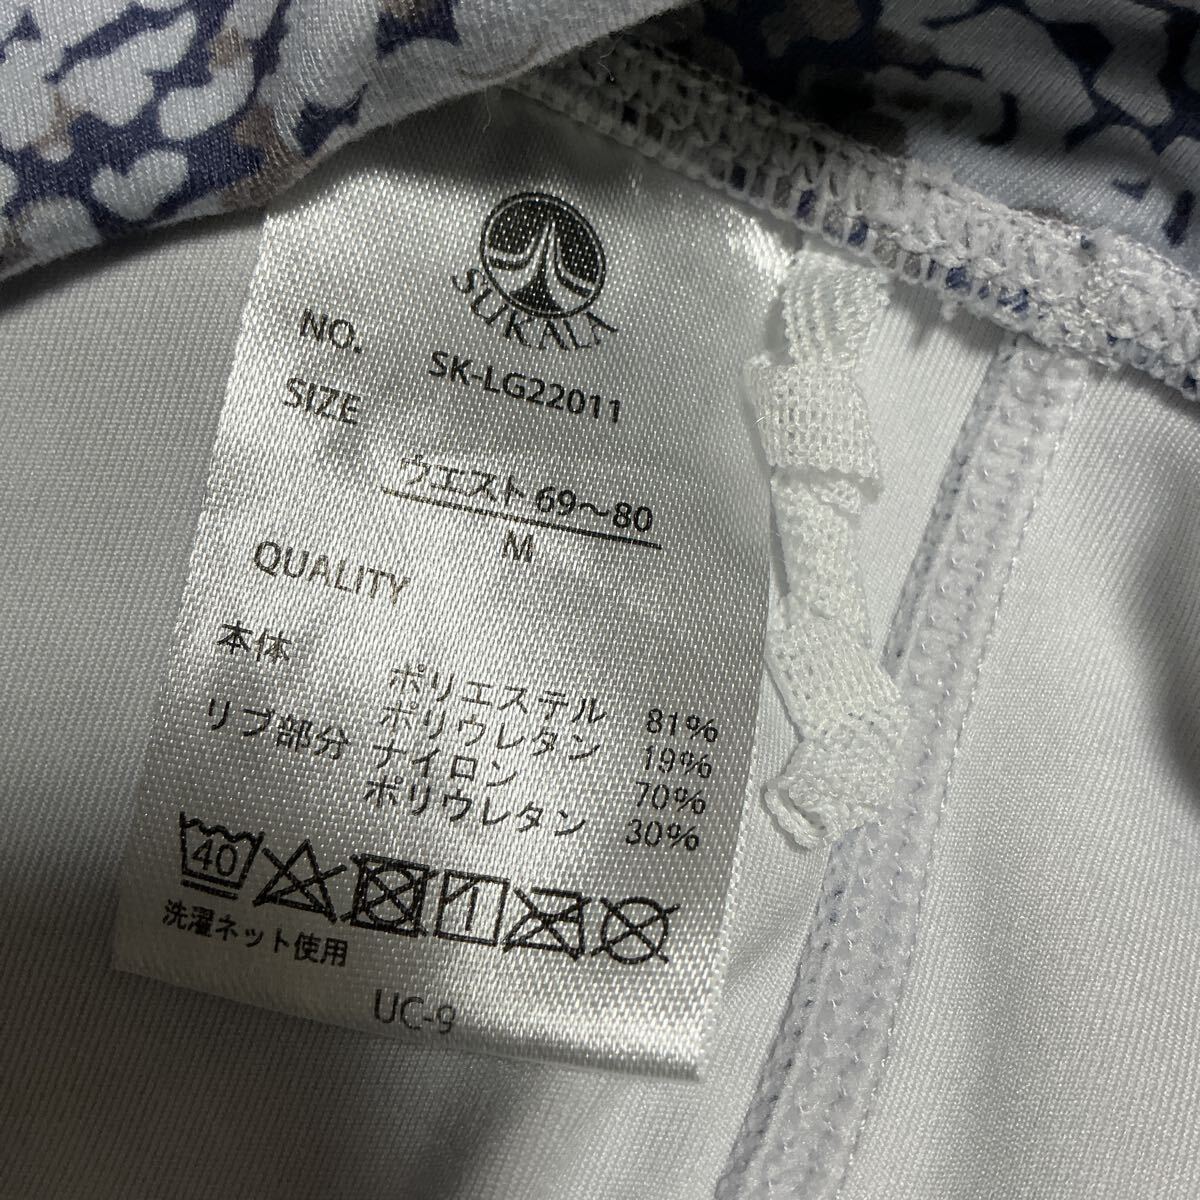 SUKALA
NO.
SK-LG22011
SIZE
ウエスト 69〜80
M
QUALITY
本体 ポリエステル 81%
ポリウレタン 19%
リブ部分 ナイロン 70%
ポリウレタン 30%
40 1
洗濯ネット使用
UC-9